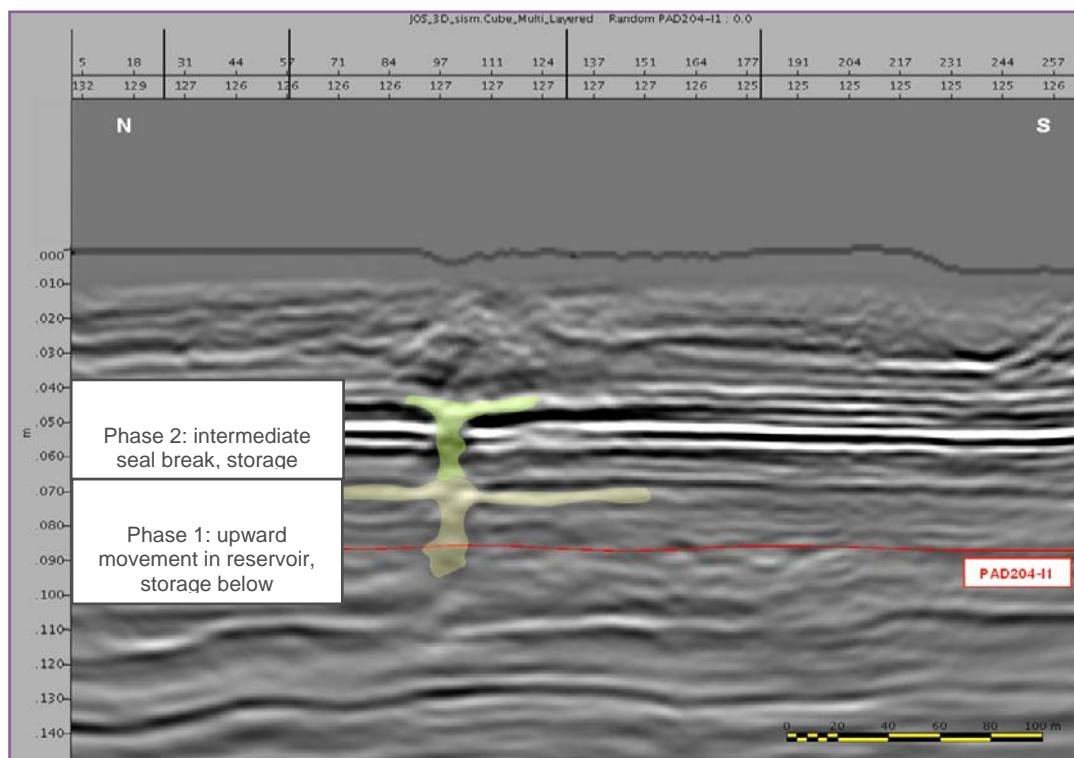 JOS_3D_sism.Cube_Multi_Layered Random PAD204-I1 : 0.0
5 18 31 44 57 71 84 97 111 124 137 151 164 177 191 204 217 231 244 257
132 129 127 126 126 126 126 127 127 127 127 126 126 125 125 125 125 125 125 126
N S
.000
.010
.020
.030
.040
m
.050
.060
.070
.080
.090
.100
.110
.120
.130
.140
Phase 2: intermediate
seal break, storage
Phase 1: upward
movement in reservoir,
storage below
PAD204-I1
0 20 40 60 80 100 m